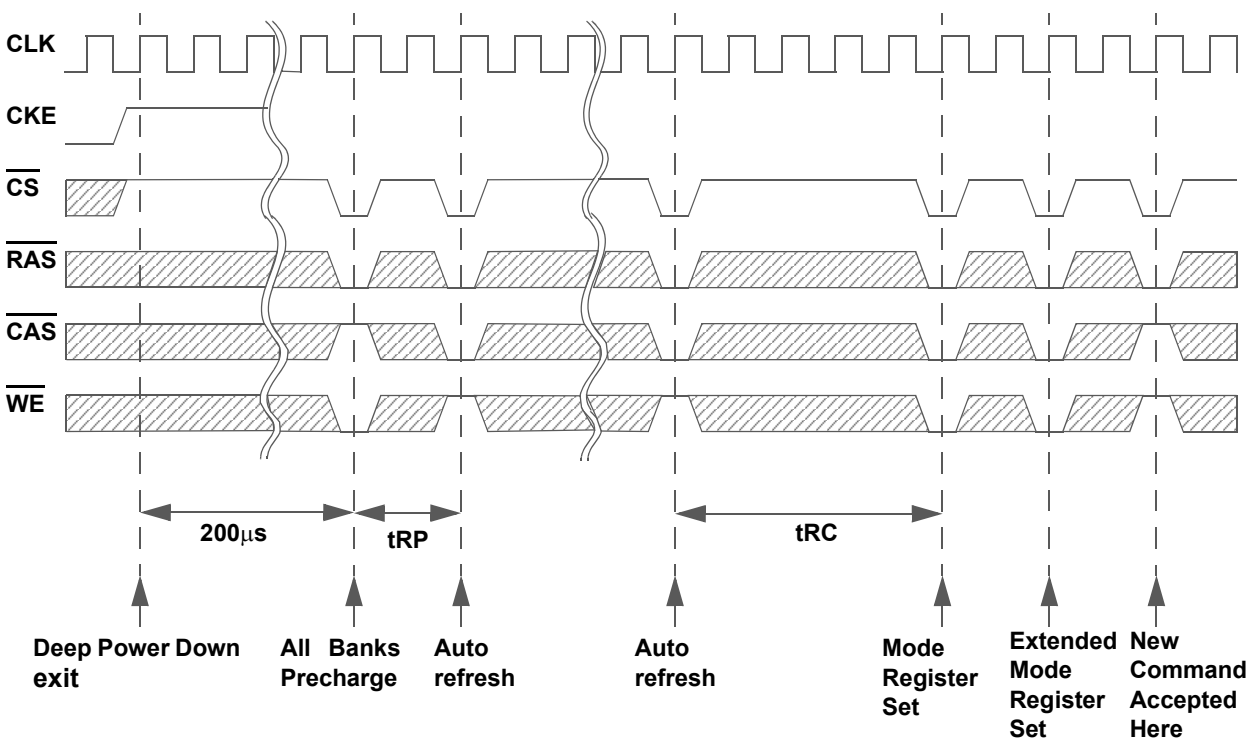 CLK
CKE
CS
RAS
CAS
WE
200μs
tRP
tRC
Deep Power Down
exit
All Banks
Precharge
Auto
refresh
Auto
refresh
Mode
Register
Set
Extended
Mode
Register
Set
New
Command
Accepted
Here